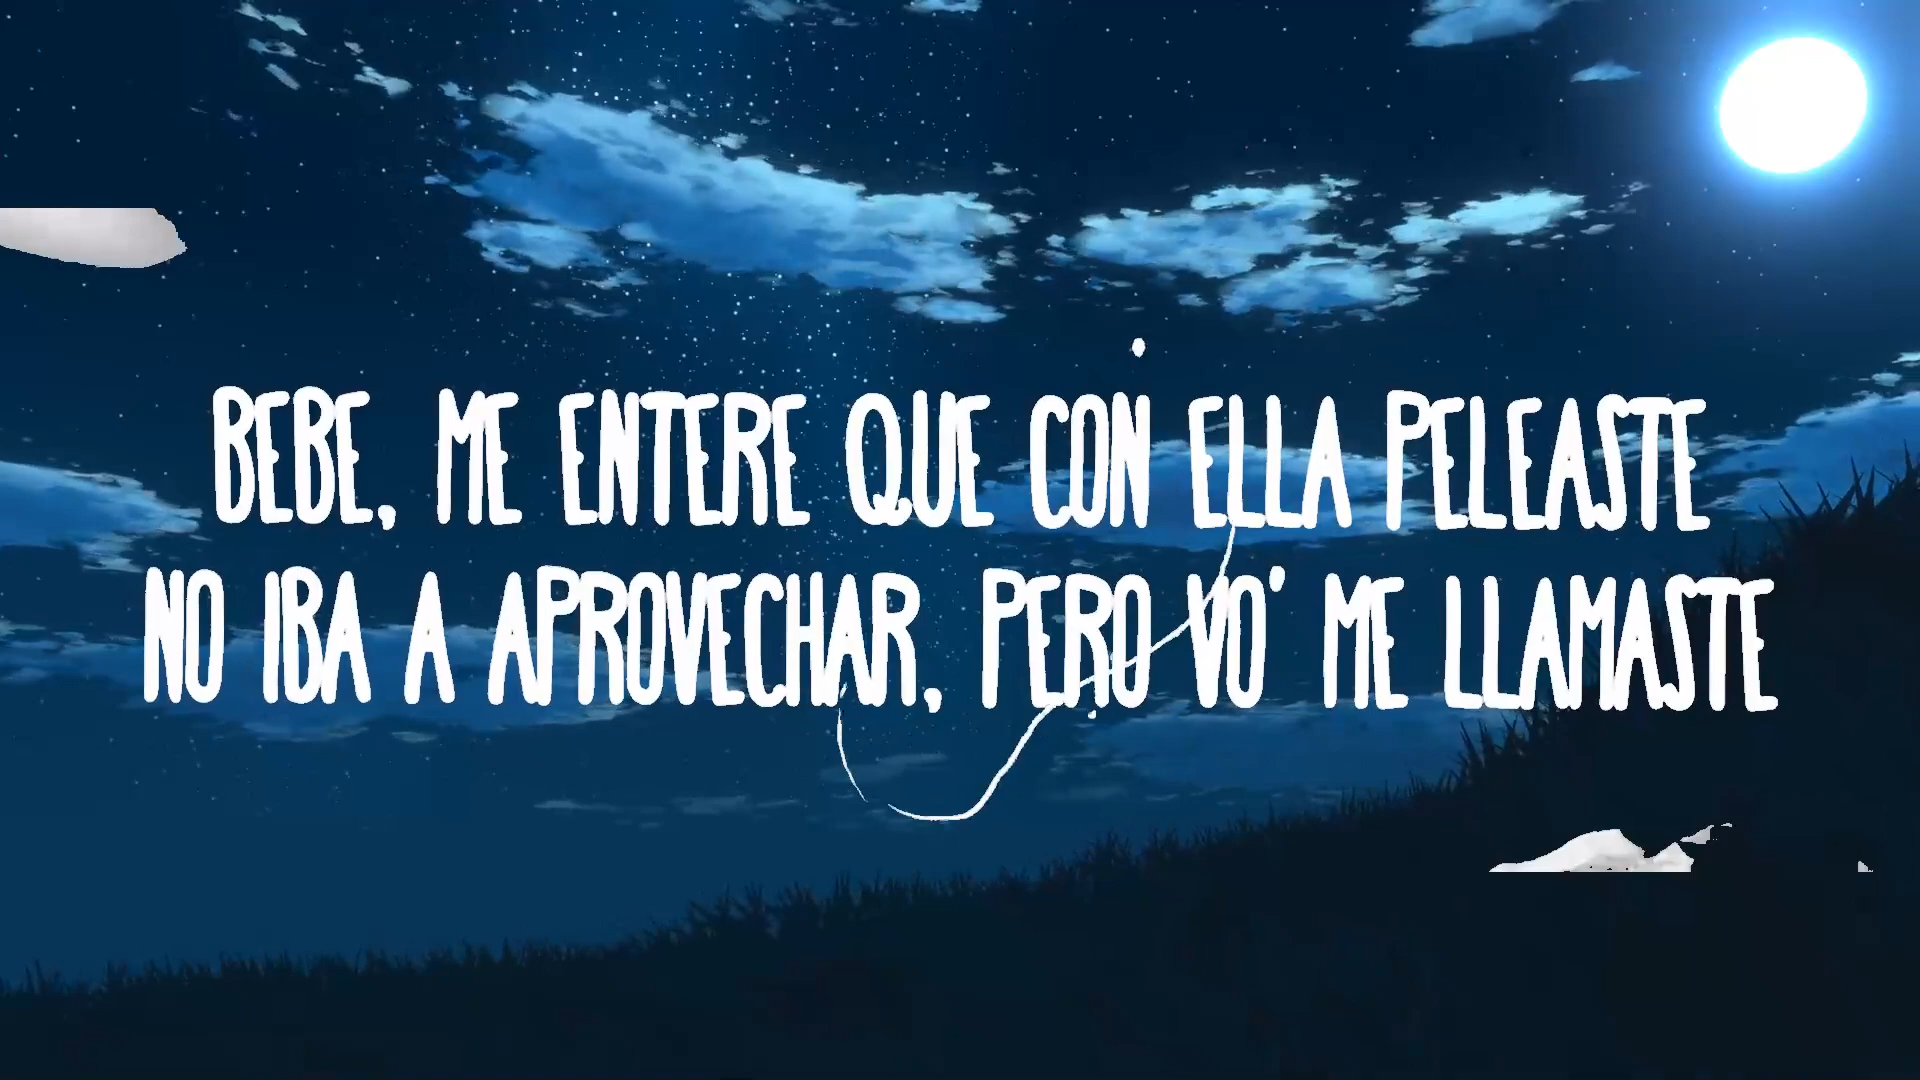 BEBE, ME ENTERE QUE CON ELLA PELEASTE
NO IBA A APROVECHAR, PERO VO' ME LLAMASTE